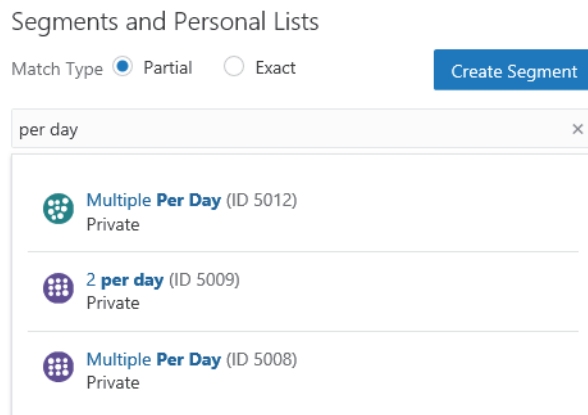 Segments and Personal Lists
Match Type Partial Exact Create Segment
per day ×
Multiple Per Day (ID 5012)
Private
2 per day (ID 5009)
Private
Multiple Per Day (ID 5008)
Private